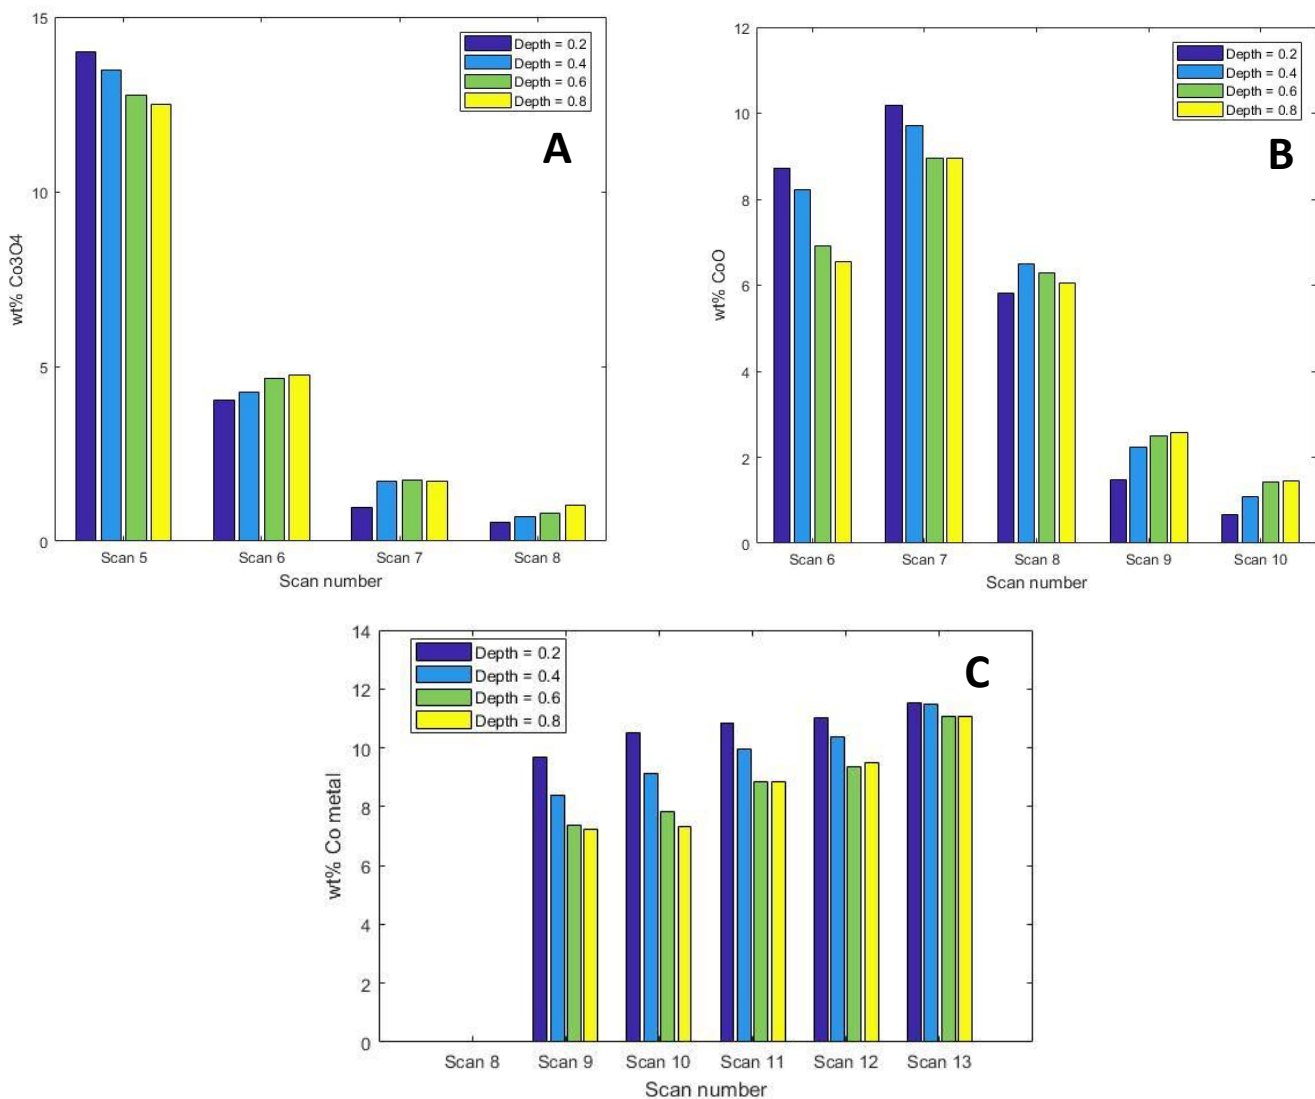 15
10
5
0
wt% Co3O4
Depth = 0.2
Depth = 0.4
Depth = 0.6
Depth = 0.8
A
Scan 5 Scan 6 Scan 7 Scan 8
Scan number
12
10
8
6
4
2
0
wt% CoO
Depth = 0.2
Depth = 0.4
Depth = 0.6
Depth = 0.8
B
Scan 6 Scan 7 Scan 8 Scan 9 Scan 10
Scan number
14
12
10
8
6
4
2
0
wt% Co metal
Depth = 0.2
Depth = 0.4
Depth = 0.6
Depth = 0.8
C
Scan 8 Scan 9 Scan 10 Scan 11 Scan 12 Scan 13
Scan number